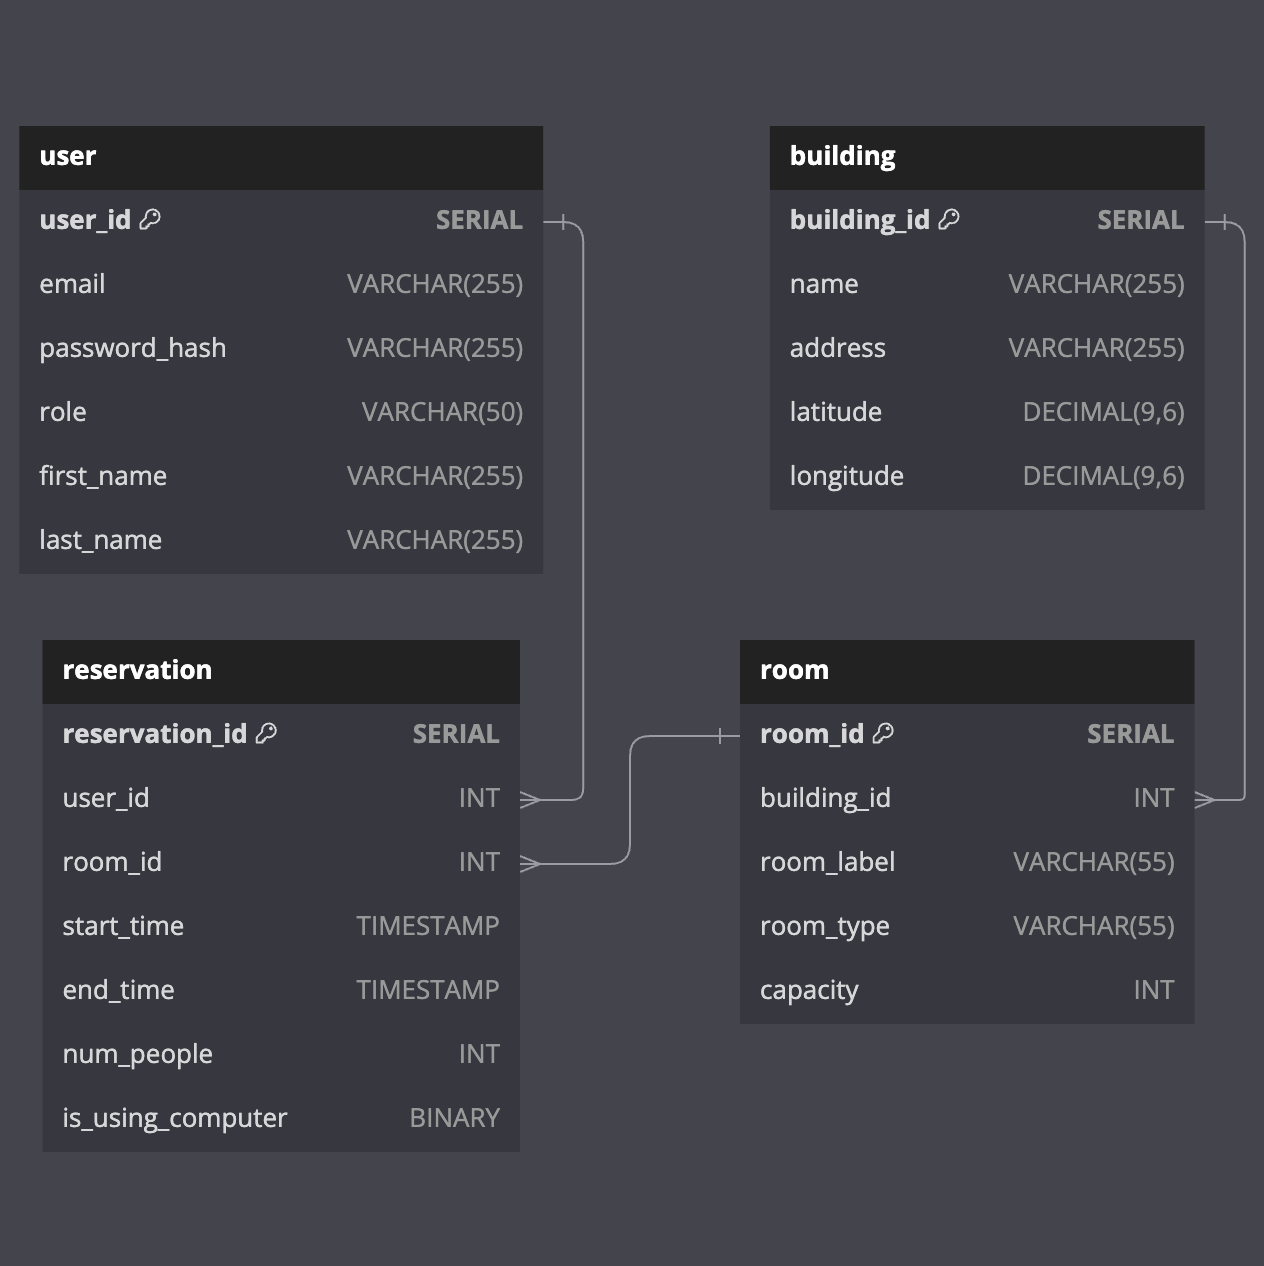 user
user_id SERIAL
email VARCHAR(255)
password_hash VARCHAR(255)
role VARCHAR(50)
first_name VARCHAR(255)
last_name VARCHAR(255)
building
building_id SERIAL
name VARCHAR(255)
address VARCHAR(255)
latitude DECIMAL(9,6)
longitude DECIMAL(9,6)
reservation
reservation_id SERIAL
user_id INT
room_id INT
start_time TIMESTAMP
end_time TIMESTAMP
num_people INT
is_using_computer BINARY
room
room_id SERIAL
building_id INT
room_label VARCHAR(55)
room_type VARCHAR(55)
capacity INT